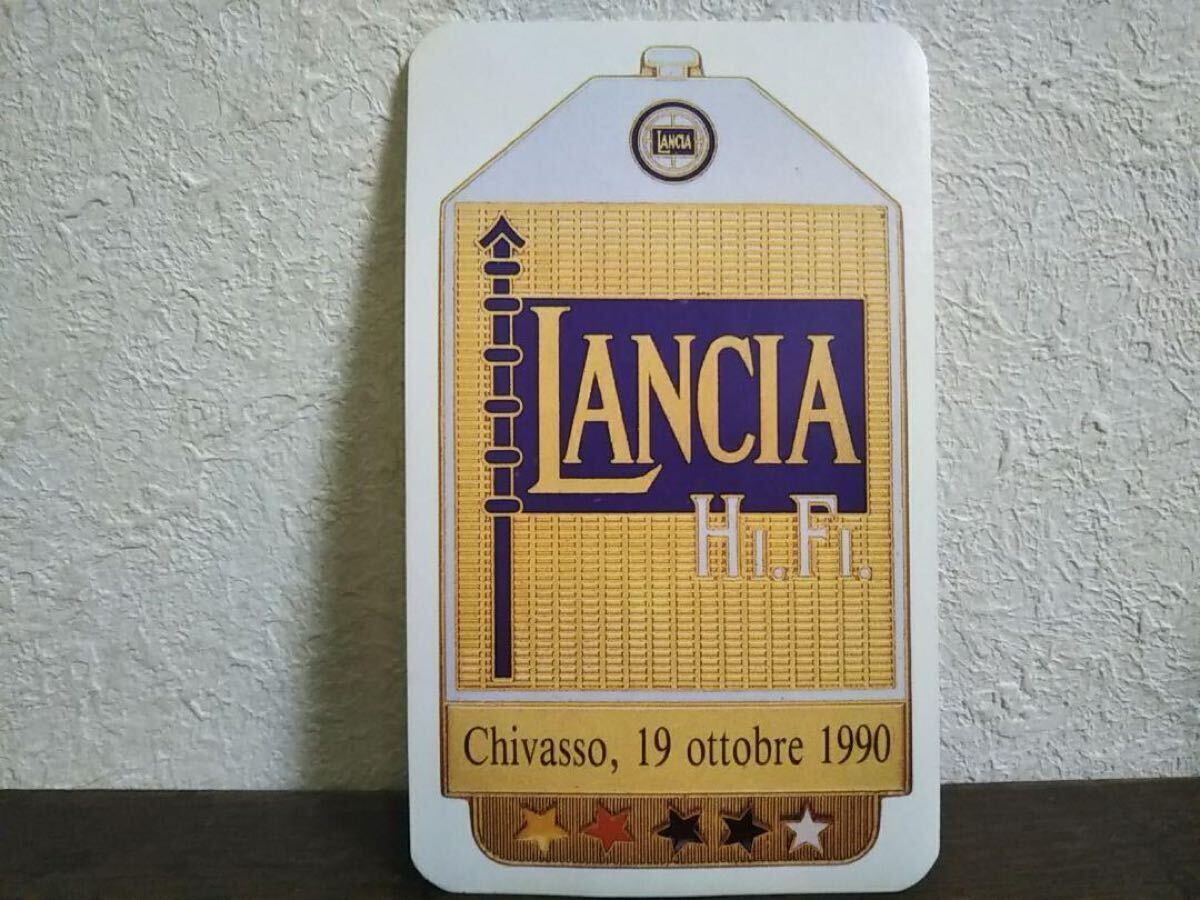 LANCIA
LANCIA
Hi.Fi.
Chivasso, 19 ottobre 1990